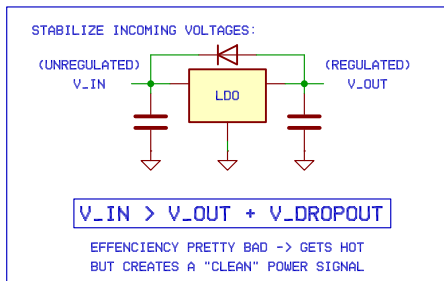 STABILIZE INCOMING VOLTAGES:
(UNREGULATED) (REGULATED)
V_IN LDO V_OUT
V_IN > V_OUT + V_DROPOUT
EFFENCIENCY PRETTY BAD -> GETS HOT
BUT CREATES A "CLEAN" POWER SIGNAL